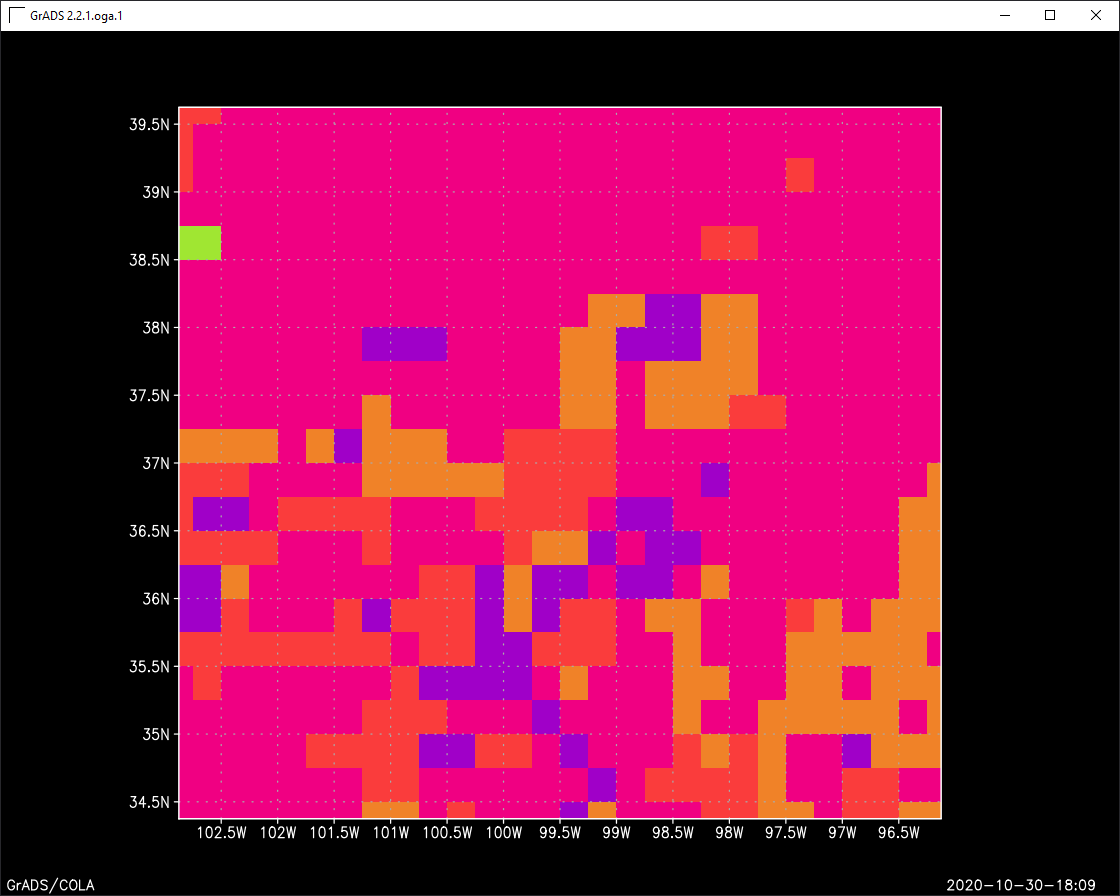 GrADS 2.2.1.oga.1
39.5N
39N
38.5N
38N
37.5N
37N
36.5N
36N
35.5N
35N
34.5N
102.5W 102W 101.5W 101W 100.5W 100W 99.5W 99W 98.5W 98W 97.5W 97W 96.5W
GrADS/COLA 2020-10-30-18:09